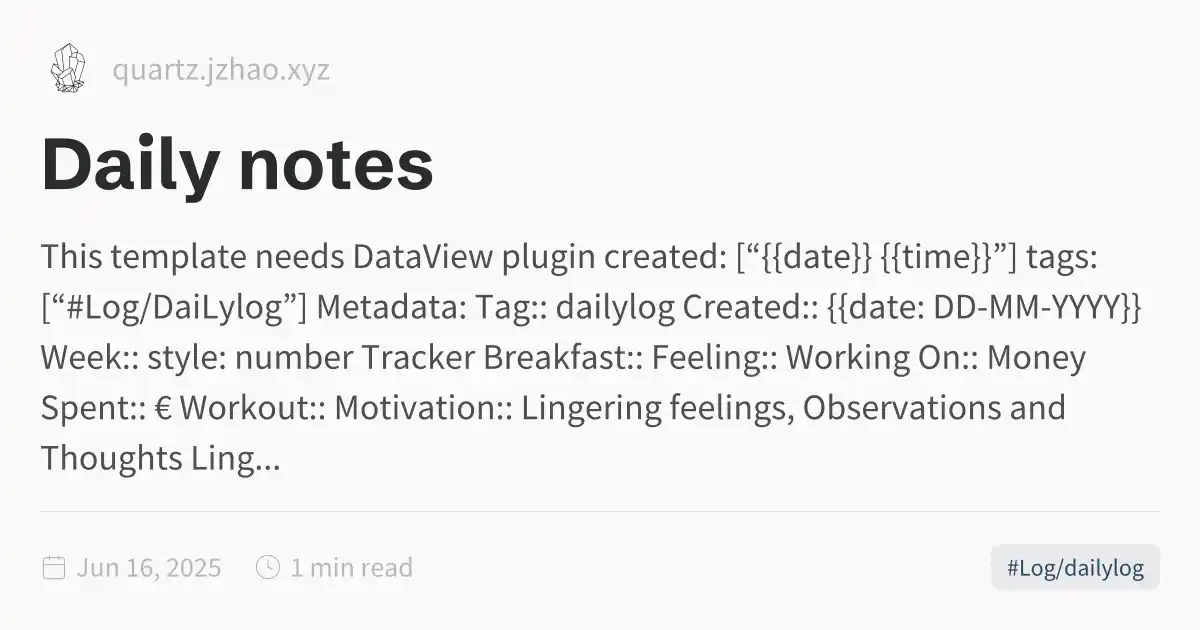 quartz.jzhao.xyz
Daily notes
This template needs DataView plugin created: [“{{date}} {{time}}”] tags:
[“#Log/DaiLylog”] Metadata: Tag:: dailylog Created:: {{date: DD-MM-YYYY}}
Week:: style: number Tracker Breakfast:: Feeling:: Working On:: Money
Spent:: € Workout:: Motivation:: Lingering feelings, Observations and
Thoughts Ling...
Jun 16, 2025 1 min read #Log/dailylog